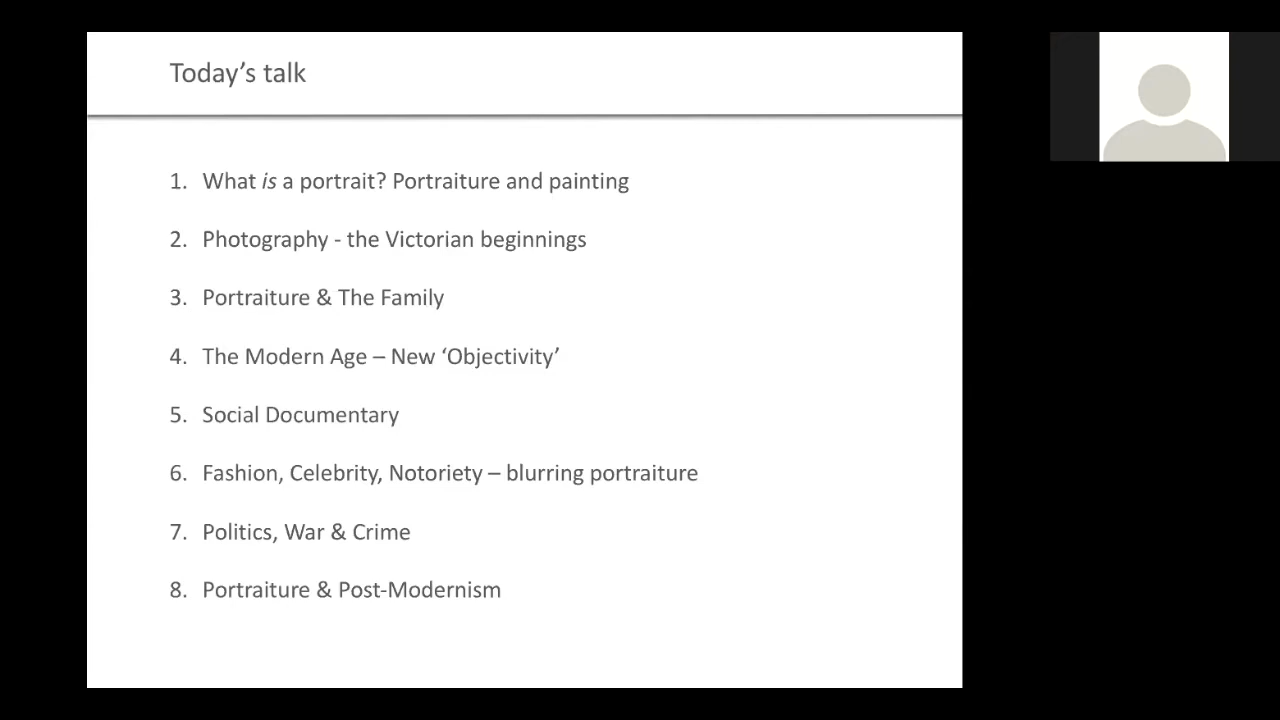 Today’s talk
1. What is a portrait? Portraiture and painting
2. Photography - the Victorian beginnings
3. Portraiture & The Family
4. The Modern Age – New ‘Objectivity’
5. Social Documentary
6. Fashion, Celebrity, Notoriety – blurring portraiture
7. Politics, War & Crime
8. Portraiture & Post-Modernism